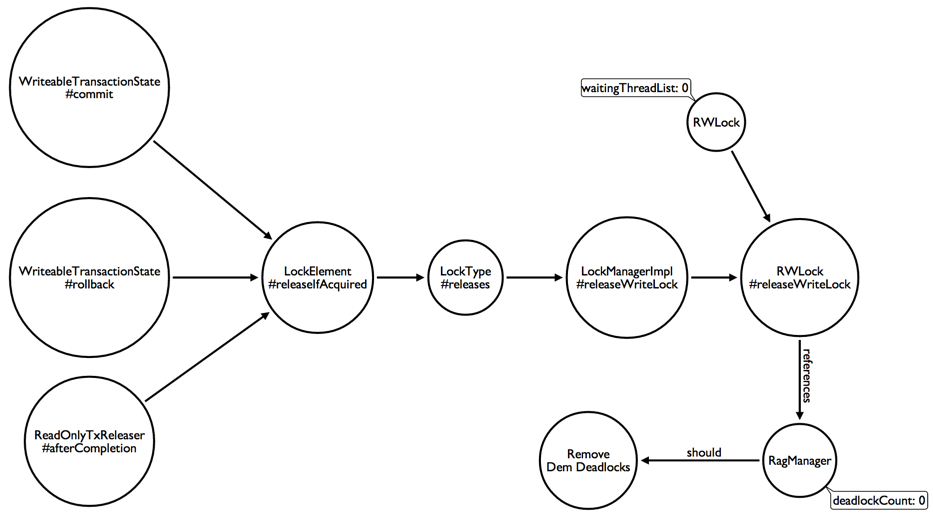 WriteableTransactionState
#commit
waitingThreadList: 0
RWLock
WriteableTransactionState
#rollback
LockElement
#releaseIfAcquired
LockType
#releases
LockManagerImpl
#releaseWriteLock
RWLock
#releaseWriteLock
references
ReadOnlyTxReleaser
#afterCompletion
Remove
Dem Deadlocks
should
RagManager
deadlockCount: 0